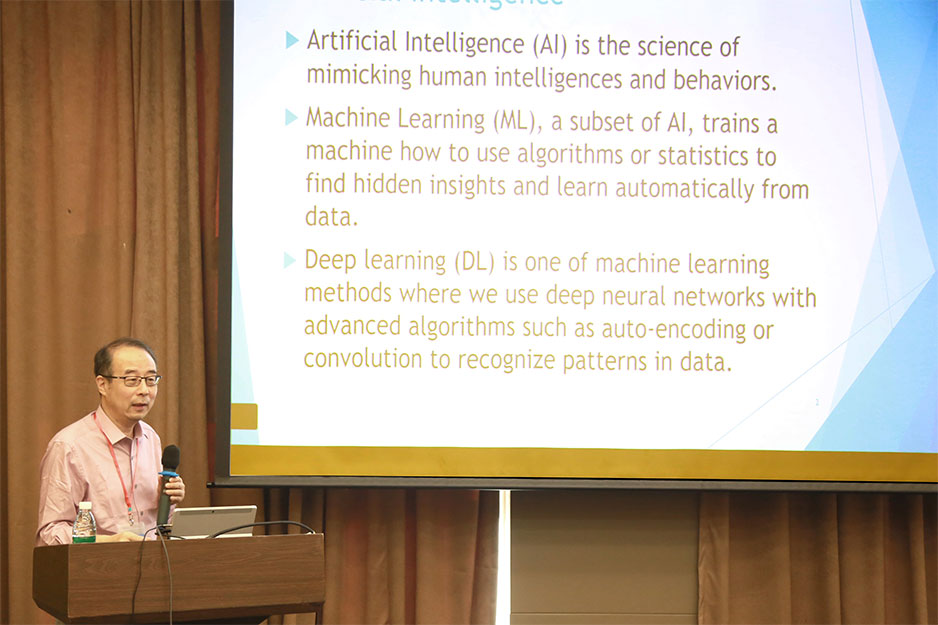 Intelligence
Artificial Intelligence (AI) is the science of
mimicking human intelligences and behaviors.
Machine Learning (ML), a subset of AI, trains a
machine how to use algorithms or statistics to
find hidden insights and learn automatically from
data.
Deep learning (DL) is one of machine learning
methods where we use deep neural networks with
advanced algorithms such as auto-encoding or
convolution to recognize patterns in data.